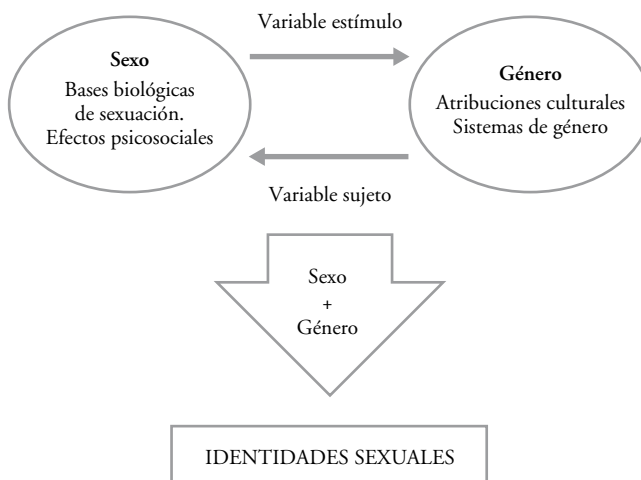 Variable estímulo
Sexo
Bases biológicas
de sexuación.
Efectos psicosociales
Género
Atribuciones culturales
Sistemas de género
Variable sujeto
Sexo
+
Género
IDENTIDADES SEXUALES